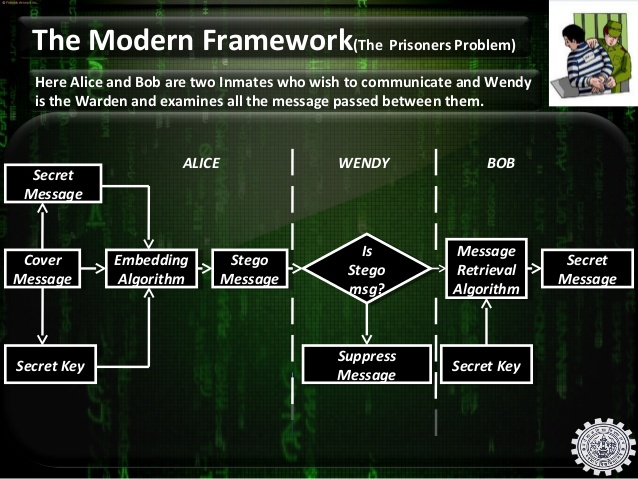 The Modern Framework(The Prisoners Problem)
Here Alice and Bob are two Inmates who wish to communicate and Wendy
is the Warden and examines all the message passed between them.
ALICE
WENDY
BOB
Secret
Message
Cover
Message
Embedding
Algorithm
Stego
Message
Is
Stego
msg?
Message
Retrieval
Algorithm
Secret
Message
Secret Key
Suppress
Message
Secret Key